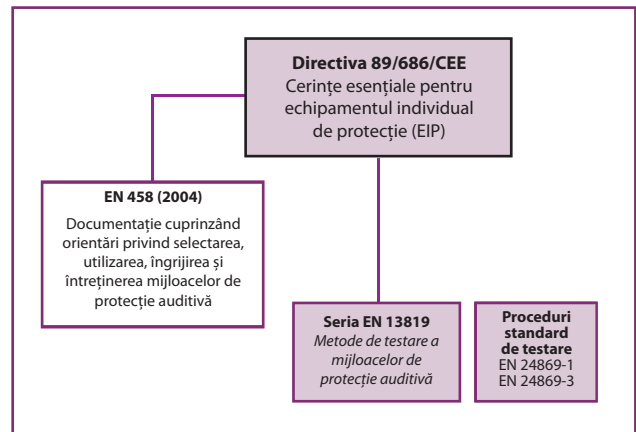 Directiva 89/686/CEE
Cerințe esențiale pentru
echipamentul individual
de protecție (EIP)
EN 458 (2004)
Documentație cuprinzând
orientări privind selectarea,
utilizarea, îngrijirea și
întreținerea mijloacelor de
protecție auditivă
Seria EN 13819
Metode de testare a
mijloacelor de
protecție auditivă
Proceduri
standard
de testare
EN 24869-1
EN 24869-3